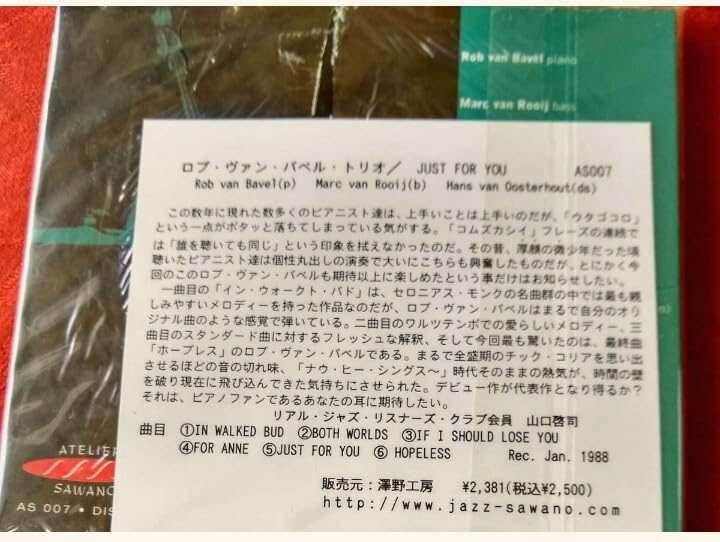 Rob van Bavel piano
Marc van Rooij bass
ロブ・ヴァン・バベル・トリオ／ JUST FOR YOU AS007
Rob van Bavel(p) Marc van Rooij(b) Hans van Oosterhout(ds)
この数年に現れた数多くのピアニスト達は、上手いことは上手いのだが、「ウタゴコロ」
という一点がポタッと落ちてしまっている気がする。「コムズカシイ」フレーズの連続で
は「誰を聴いても同じ」という印象を拭えなかったのだ。その昔、厚顔の微少年だった頃
聴いたピアニスト達は個性丸出しの演奏で大いにこちらも興奮したものだが、とにかく今
回のこのロブ・ヴァン・バベルも期待以上に楽しめたという事だけはお知らせしたい。
一曲目の「イン・ウォークト・バド」は、セロニアス・モンクの名曲群の中では最も親
しみやすいメロディーを持った作品なのだが、ロブ・ヴァン・バベルはまるで自分のオリ
ジナル曲のような感覚で弾いている。二曲目のワルツテンポでの愛らしいメロディー、三
曲目のスタンダード曲に対するフレッシュな解釈、そして今回最も驚いたのは、最終曲
「ホープレス」のロブ・ヴァン・バベルである。まるで全盛期のチック・コリアを思い出
させるほどの音の切れ味、「ナウ・ヒー・シングス〜」時代そのままの熱気が、時間の壁
を破り現在に飛び込んできた気持ちにさせられた。デビュー作が代表作となり得るか？
それは、ピアノファンであるあなたの耳に期待したい。
リアル・ジャズ・リスナーズ・クラブ会員 山口啓司
曲目 ①IN WALKED BUD ②BOTH WORLDS ③IF I SHOULD LOSE YOU
④FOR ANNE ⑤JUST FOR YOU ⑥ HOPELESS Rec. Jan. 1988
販売元：澤野工房 ¥2,381(税込¥2,500)
http://www.jazz-sawano.com
ATELIER
SAWANO
AS 007 • DIS